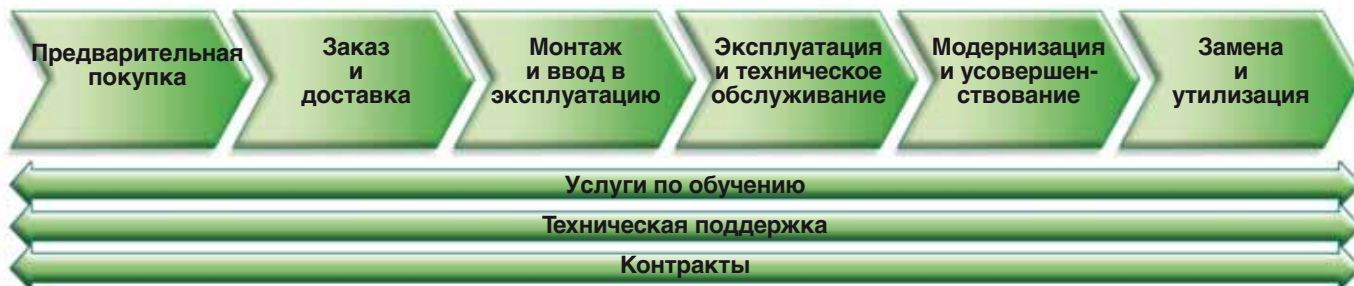 Предварительная
покупка
Заказ
и
доставка
Монтаж
и ввод в
эксплуатацию
Эксплуатация
и техническое
обслуживание
Модернизация
и усовершен-
ствование
Замена
и
утилизация
Услуги по обучению
Техническая поддержка
Контракты